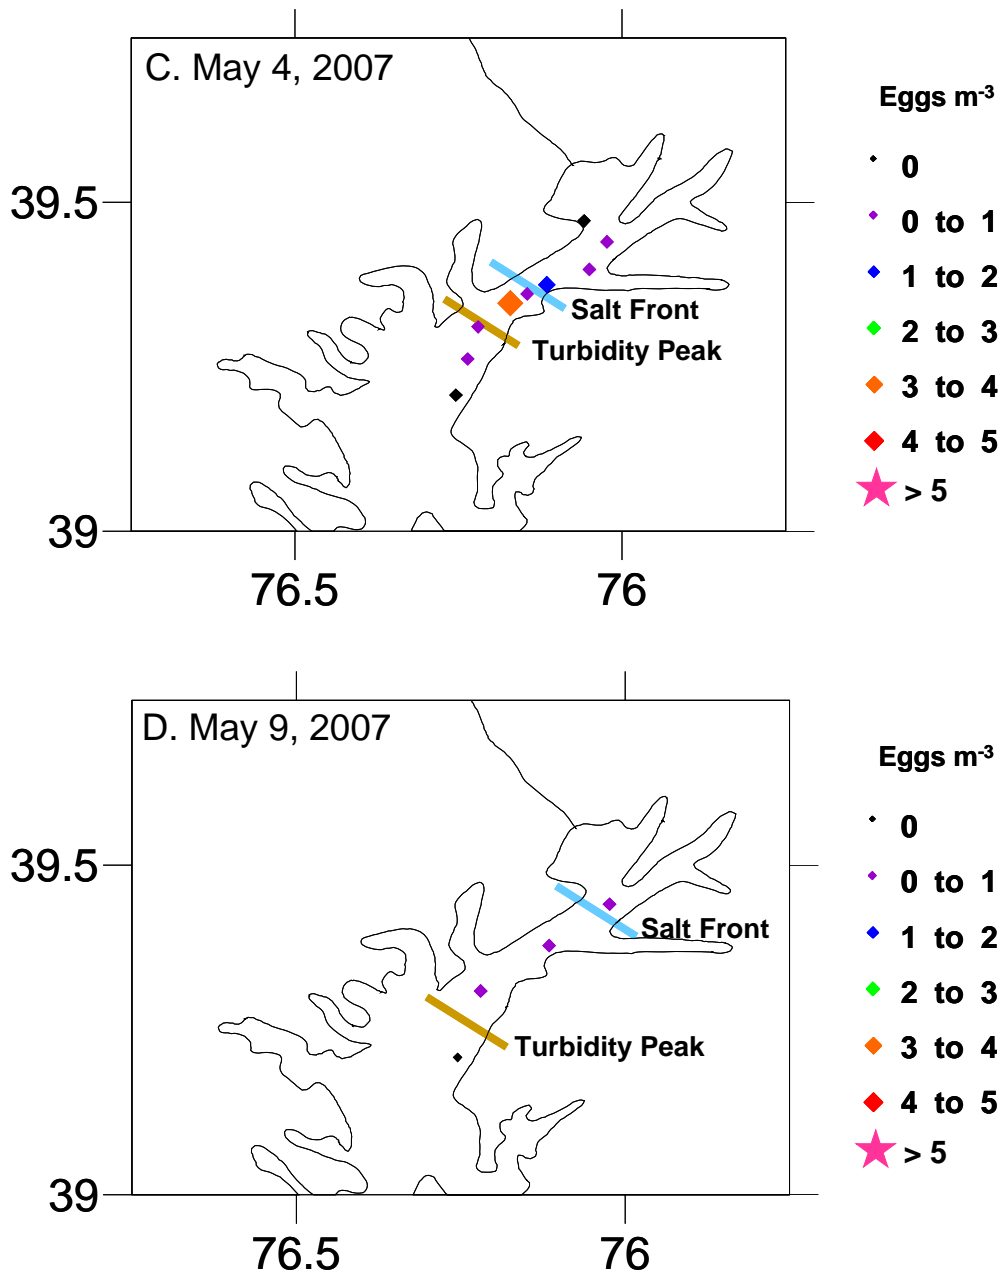 C. May 4, 2007
Eggs m-3
0
0 to 1
1 to 2
2 to 3
3 to 4
4 to 5
> 5
39.5
39
Salt Front
Turbidity Peak
76.5
76
D. May 9, 2007
Eggs m-3
0
0 to 1
1 to 2
2 to 3
3 to 4
4 to 5
> 5
39.5
39
Salt Front
Turbidity Peak
76.5
76